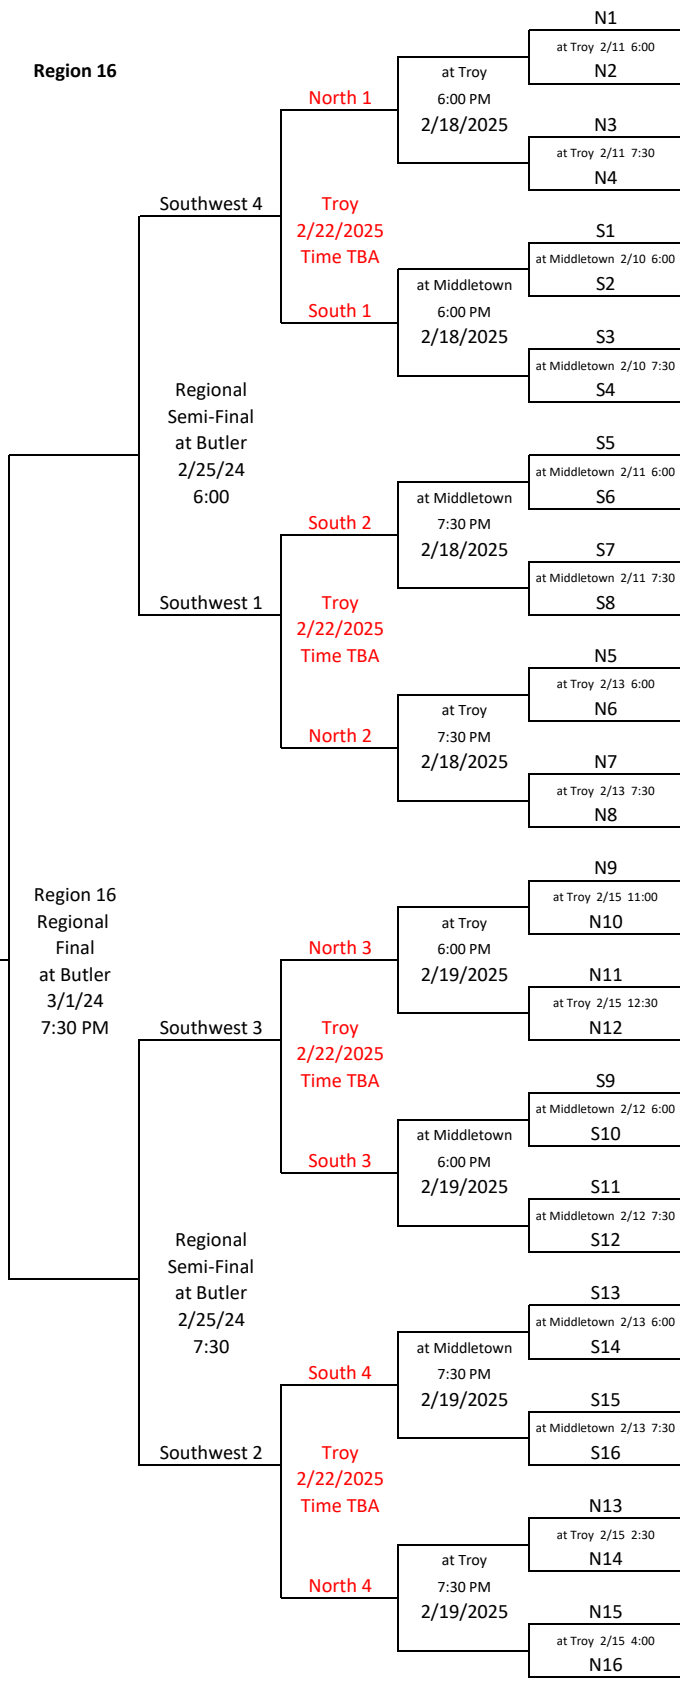 N1
at Troy 2/11 6:00
Region 16
at Troy
N2
North 1
6:00 PM
2/18/2025
N3
at Troy 2/11 7:30
N4
Southwest 4
Troy
2/22/2025
Time TBA
S1
at Middletown 2/10 6:00
at Middletown
S2
South 1
6:00 PM
2/18/2025
S3
at Middletown 2/10 7:30
S4
Regional
Semi-Final
at Butler
2/25/24
6:00
S5
at Middletown 2/11 6:00
at Middletown
S6
South 2
7:30 PM
2/18/2025
S7
at Middletown 2/11 7:30
S8
Southwest 1
Troy
2/22/2025
Time TBA
N5
at Troy 2/13 6:00
at Troy
N6
North 2
7:30 PM
2/18/2025
N7
at Troy 2/13 7:30
N8
Region 16
Regional
Final
at Butler
3/1/24
7:30 PM
N9
at Troy 2/15 11:00
at Troy
N10
North 3
6:00 PM
2/19/2025
N11
at Troy 2/15 12:30
N12
Southwest 3
Troy
2/22/2025
Time TBA
S9
at Middletown 2/12 6:00
at Middletown
S10
South 3
6:00 PM
2/19/2025
S11
at Middletown 2/12 7:30
S12
Regional
Semi-Final
at Butler
2/25/24
7:30
S13
at Middletown 2/13 6:00
at Middletown
S14
South 4
7:30 PM
2/19/2025
S15
at Middletown 2/13 7:30
S16
Southwest 2
Troy
2/22/2025
Time TBA
N13
at Troy 2/15 2:30
at Troy
N14
North 4
7:30 PM
2/19/2025
N15
at Troy 2/15 4:00
N16